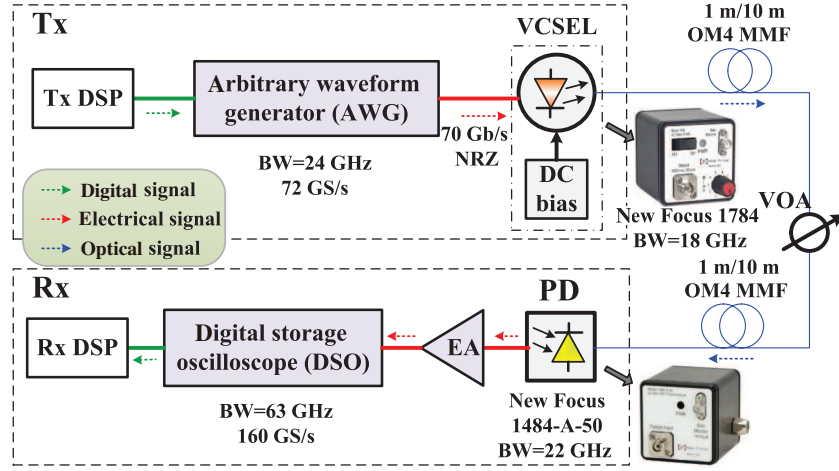 Tx
VCSEL
1 m/10 m
OM4 MMF
Tx DSP
Arbitrary waveform
generator (AWG)
70 Gb/s
NRZ
BW=24 GHz
72 GS/s
DC
bias
Digital signal
Electrical signal
Optical signal
New Focus 1784
BW=18 GHz
VOA
Rx
PD
1 m/10 m
OM4 MMF
Rx DSP
Digital storage
oscilloscope (DSO)
EA
BW=63 GHz
160 GS/s
New Focus
1484-A-50
BW=22 GHz